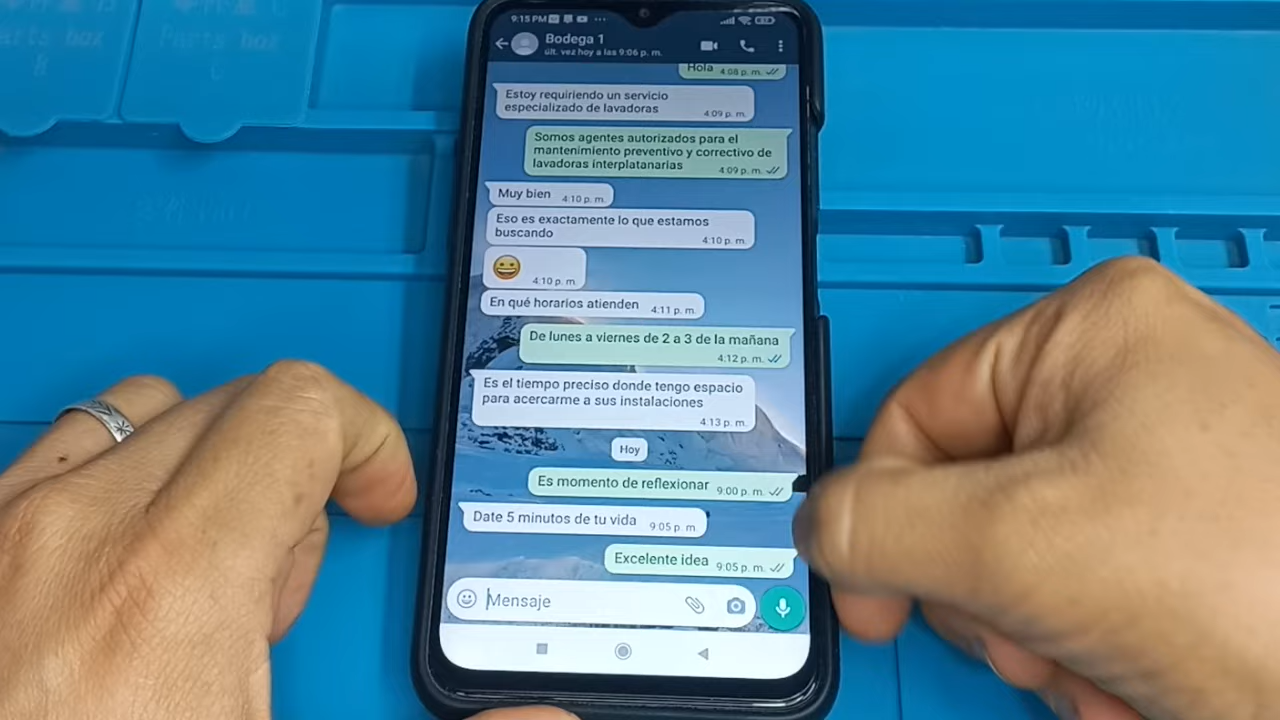 Parts box
Parts box
B
C
9:15 PM
Bodega 1
últ. vez hoy a las 9:06 p. m.
Hola 4:08 p. m.
Estoy requiriendo un servicio
especializado de lavadoras
4:09 p. m.
Somos agentes autorizados para el
mantenimiento preventivo y correctivo de
lavadoras interplatanarias
4:09 p. m.
Muy bien 4:10 p. m.
Eso es exactamente lo que estamos
buscando
4:10 p. m.
4:10 p. m.
En qué horarios atienden 4:11 p. m.
De lunes a viernes de 2 a 3 de la mañana
4:12 p. m.
Es el tiempo preciso donde tengo espacio
para acercarme a sus instalaciones
4:13 p. m.
Hoy
Es momento de reflexionar 9:00 p. m.
Date 5 minutos de tu vida 9:05 p. m.
Excelente idea 9:05 p. m.
Mensaje